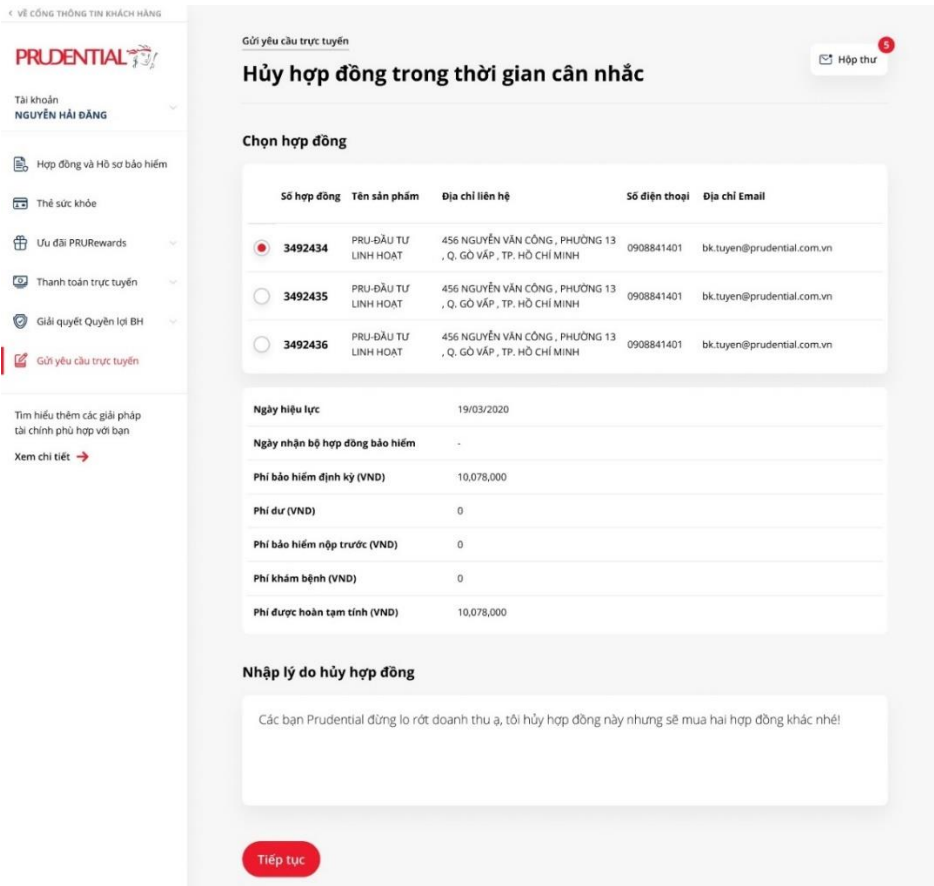 < VỀ CỔNG THÔNG TIN KHÁCH HÀNG
PRUDENTIAL
Tài khoản
NGUYỄN HẢI ĐĂNG
Hợp đồng và Hồ sơ bảo hiểm
Thẻ sức khỏe
Ưu đãi PRURewards
Thanh toán trực tuyến
Giải quyết Quyền lợi BH
Gửi yêu cầu trực tuyến
Tìm hiểu thêm các giải pháp
tài chính phù hợp với bạn
Xem chi tiết →
Gửi yêu cầu trực tuyến
Hủy hợp đồng trong thời gian cân nhắc
5
Hộp thư
Chọn hợp đồng
Số hợp đồng Tên sản phẩm Địa chỉ liên hệ Số điện thoại Địa chỉ Email
3492434 PRU-ĐẦU TƯ LINH HOẠT 456 NGUYỄN VĂN CÔNG , PHƯỜNG 13 , Q. GÒ VẤP , TP. HỒ CHÍ MINH 0908841401 bk.tuyen@prudential.com.vn
3492435 PRU-ĐẦU TƯ LINH HOẠT 456 NGUYỄN VĂN CÔNG , PHƯỜNG 13 , Q. GÒ VẤP , TP. HỒ CHÍ MINH 0908841401 bk.tuyen@prudential.com.vn
3492436 PRU-ĐẦU TƯ LINH HOẠT 456 NGUYỄN VĂN CÔNG , PHƯỜNG 13 , Q. GÒ VẤP , TP. HỒ CHÍ MINH 0908841401 bk.tuyen@prudential.com.vn
Ngày hiệu lực 19/03/2020
Ngày nhận bộ hợp đồng bảo hiểm -
Phí bảo hiểm định kỳ (VND) 10,078,000
Phí dư (VND) 0
Phí bảo hiểm nộp trước (VND) 0
Phí khám bệnh (VND) 0
Phí được hoàn tạm tính (VND) 10,078,000
Nhập lý do hủy hợp đồng
Các bạn Prudential đừng lo rớt doanh thu ạ, tôi hủy hợp đồng này nhưng sẽ mua hai hợp đồng khác nhé!
Tiếp tục